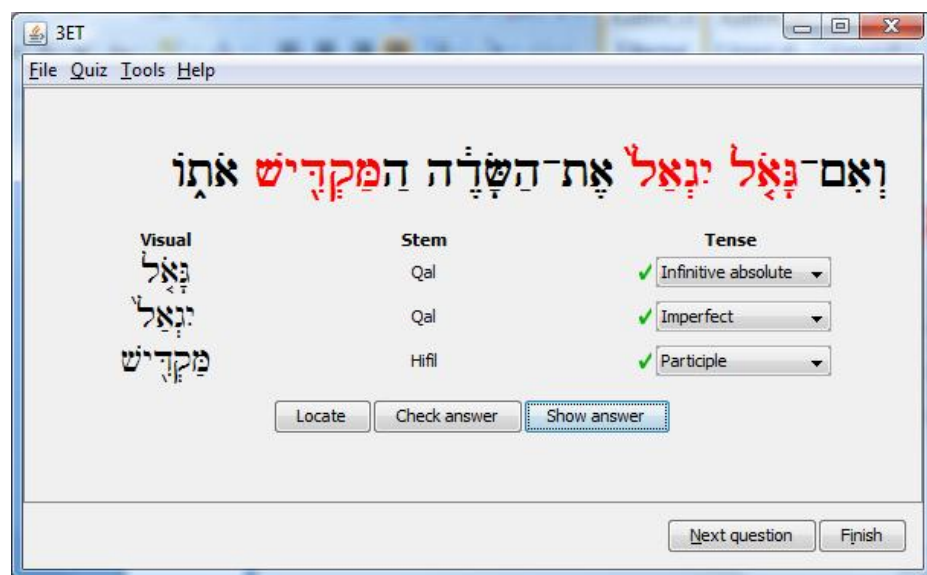 3ET
File Quiz Tools Help
וְאִם־גָּאֹ֤ל יִגְאַל֙ אֶת־הַשָּׂדֶ֔ה הַמַּקְדִּ֖ישׁ אֹת֑וֹ
Visual Stem Tense
גָּאֹ֤ל Qal Infinitive absolute
יִגְאַל֙ Qal Imperfect
מַּקְדִּ֖ישׁ Hifil Participle
Locate Check answer Show answer
Next question Finish